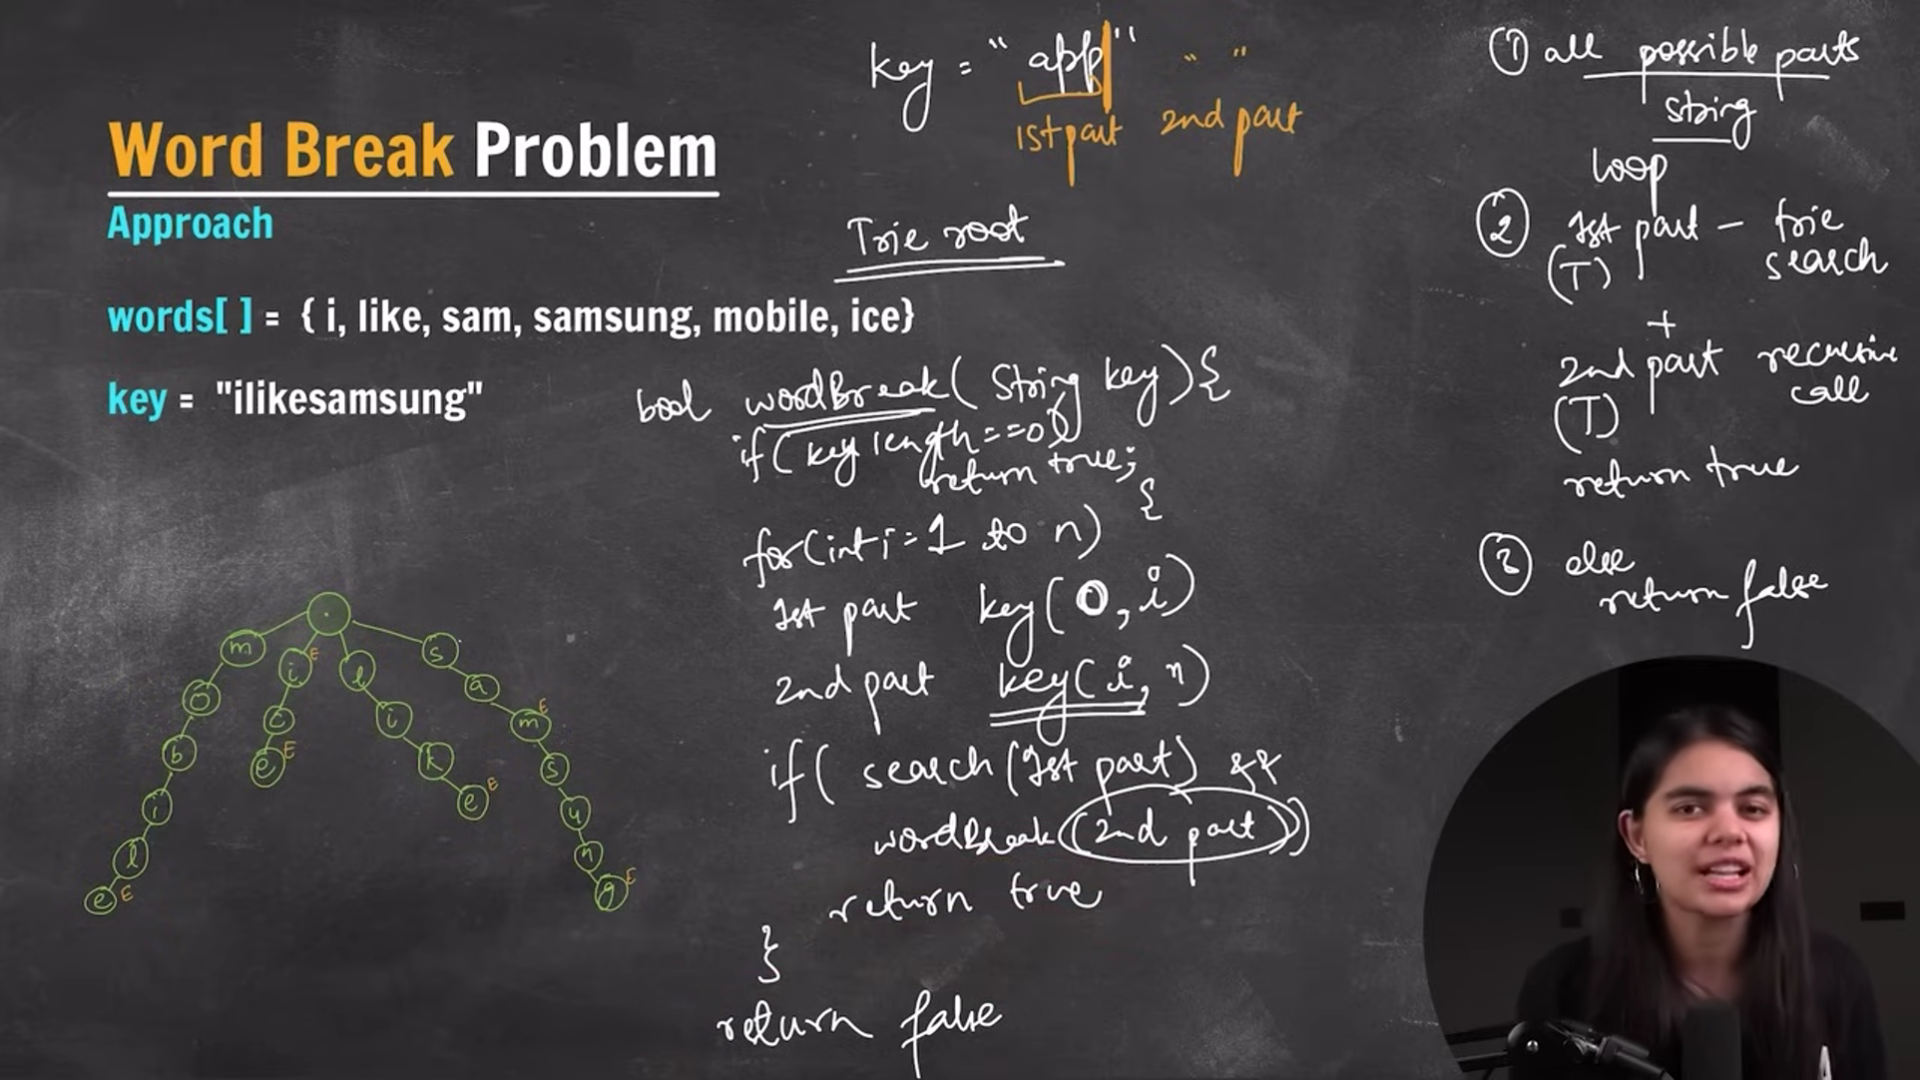 Word Break Problem
Approach
words[ ] = { i, like, sam, samsung, mobile, ice}
key = "ilikesamsung"
key = "app" " "
1st part 2nd part
Trie root
bool wordBreak( String key) {
if( key length==0)
return true;
for(int i=1 to n) {
1st part key(0, i)
2nd part key(i, n)
if( search(1st part) &&
wordBreak(2nd part))
return true
}
return false
① all possible parts
string
loop
② 1st part - trie
(T) search
+
2nd part recursive
(T) call
return true
③ else
return false
.
m i E l s
o c i a
b e E k m E
i e E s
l u
e E n
g E